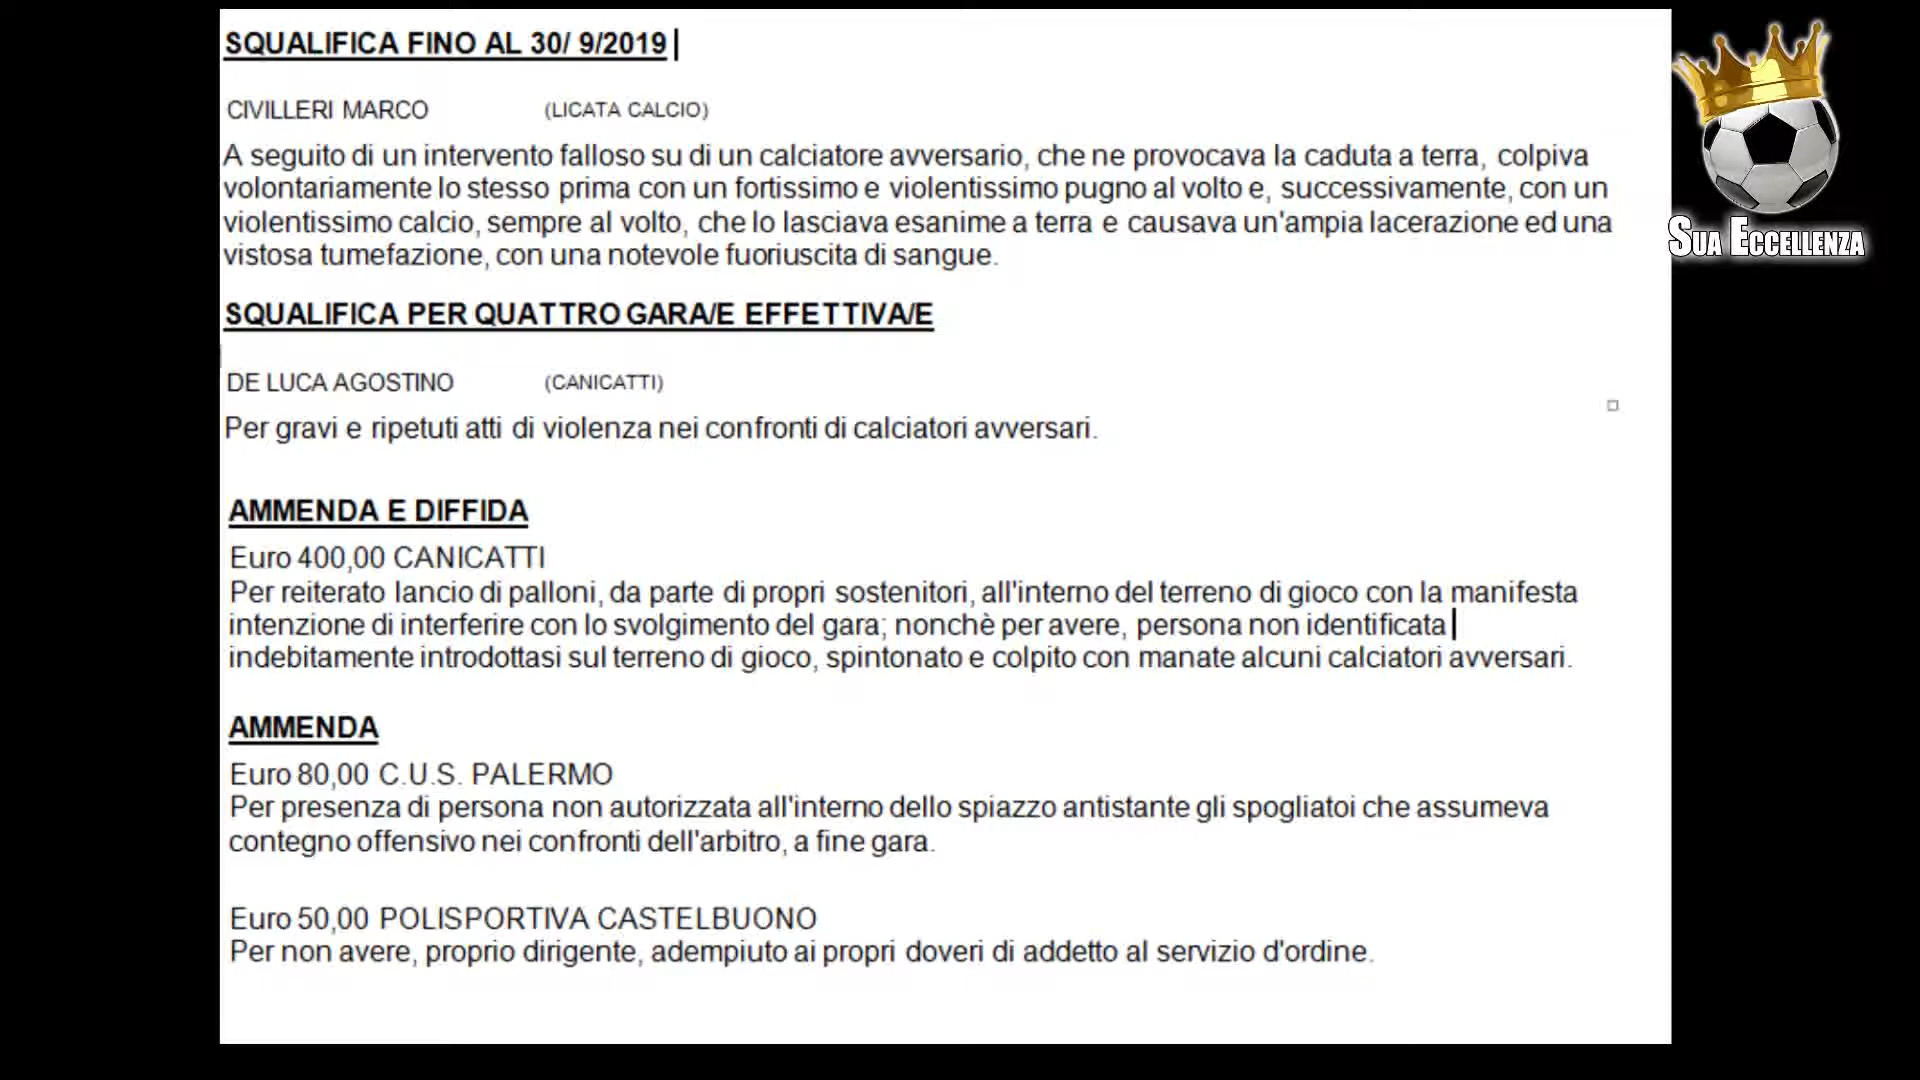 SQUALIFICA FINO AL 30/ 9/2019
CIVILLERI MARCO (LICATA CALCIO)
A seguito di un intervento falloso su di un calciatore avversario, che ne provocava la caduta a terra, colpiva
volontariamente lo stesso prima con un fortissimo e violentissimo pugno al volto e, successivamente, con un
violentissimo calcio, sempre al volto, che lo lasciava esanime a terra e causava un'ampia lacerazione ed una
vistosa tumefazione, con una notevole fuoriuscita di sangue.
SQUALIFICA PER QUATTRO GARA/E EFFETTIVA/E
DE LUCA AGOSTINO (CANICATTI)
Per gravi e ripetuti atti di violenza nei confronti di calciatori avversari.
AMMENDA E DIFFIDA
Euro 400,00 CANICATTI
Per reiterato lancio di palloni, da parte di propri sostenitori, all'interno del terreno di gioco con la manifesta
intenzione di interferire con lo svolgimento del gara; nonchè per avere, persona non identificata
indebitamente introdottasi sul terreno di gioco, spintonato e colpito con manate alcuni calciatori avversari.
AMMENDA
Euro 80,00 C.U.S. PALERMO
Per presenza di persona non autorizzata all'interno dello spiazzo antistante gli spogliatoi che assumeva
contegno offensivo nei confronti dell'arbitro, a fine gara.
Euro 50,00 POLISPORTIVA CASTELBUONO
Per non avere, proprio dirigente, adempiuto ai propri doveri di addetto al servizio d'ordine.
SUA ECCELLENZA